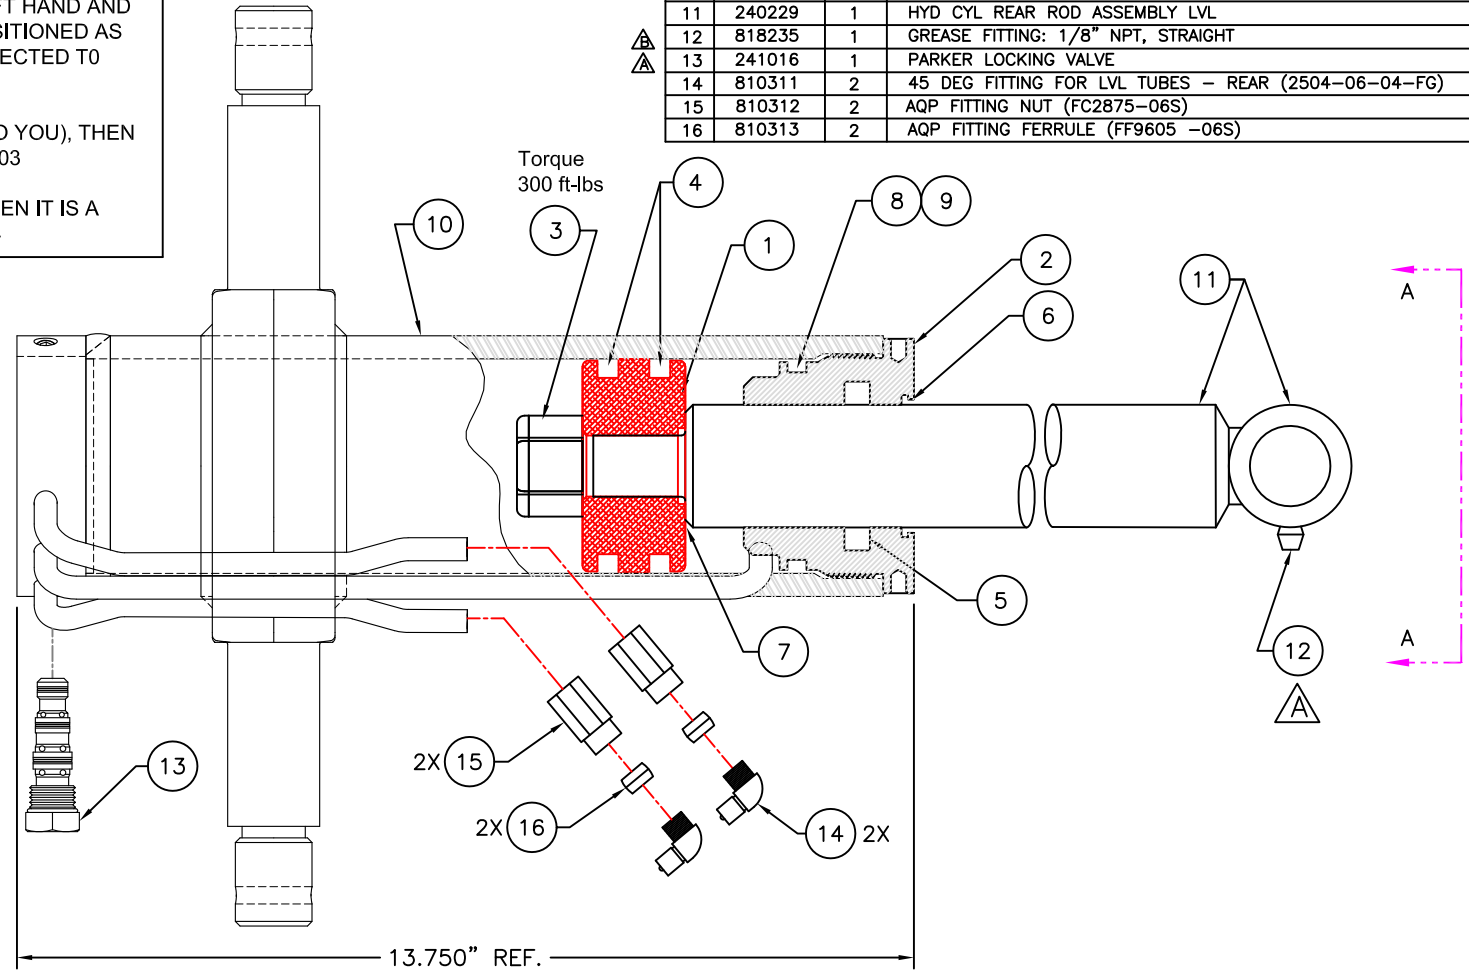 FT HAND AND
SITIONED AS
ECTED T0
O YOU), THEN
03
EN IT IS A
11 240229 1 HYD CYL REAR ROD ASSEMBLY LVL
B 12 818235 1 GREASE FITTING: 1/8” NPT, STRAIGHT
A 13 241016 1 PARKER LOCKING VALVE
14 810311 2 45 DEG FITTING FOR LVL TUBES – REAR (2504–06–04–FG)
15 810312 2 AQP FITTING NUT (FC2875–06S)
16 810313 2 AQP FITTING FERRULE (FF9605 –06S)
Torque
300 ft-lbs
4
8 9
10
3
1
2
11
A
6
5
7
12
A
A
13
2X 15
2X 16
14 2X
13.750” REF.